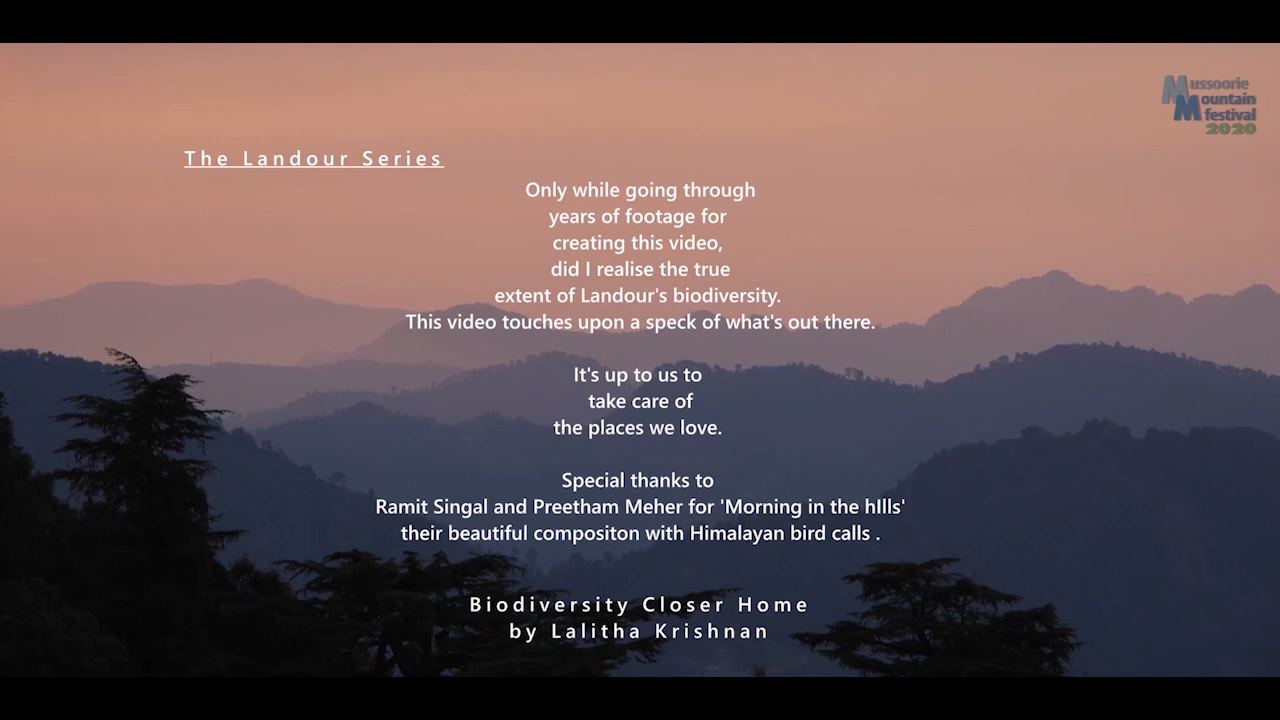 Mussoorie
Mountain
festival
2020
The Landour Series
Only while going through
years of footage for
creating this video,
did I realise the true
extent of Landour's biodiversity.
This video touches upon a speck of what's out there.
It's up to us to
take care of
the places we love.
Special thanks to
Ramit Singal and Preetham Meher for 'Morning in the hIlls'
their beautiful compositon with Himalayan bird calls .
Biodiversity Closer Home
by Lalitha Krishnan